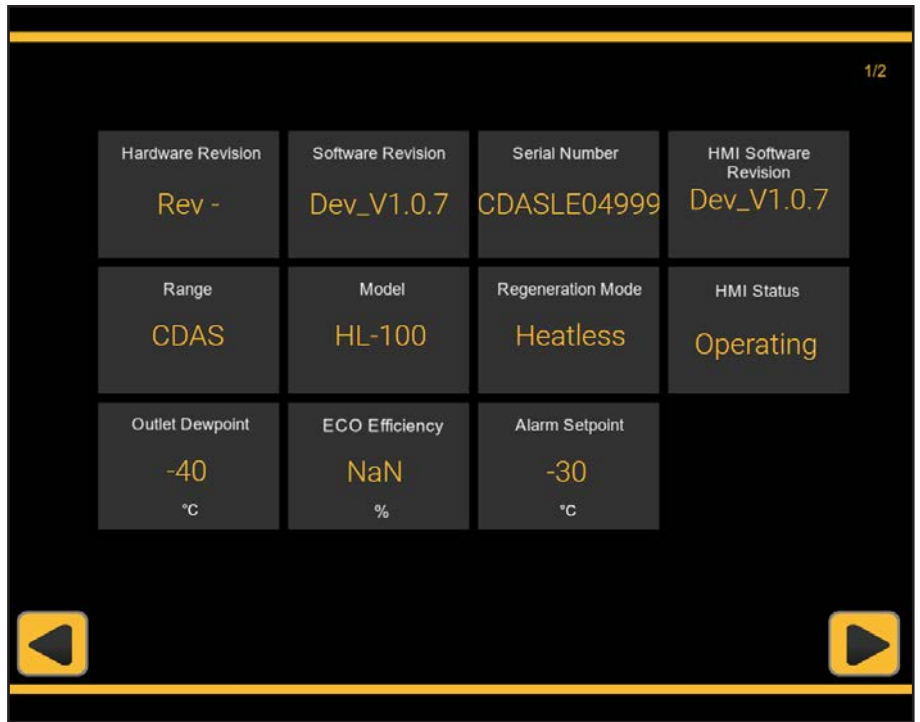 1/2
Hardware Revision
Rev -
Software Revision
Dev_V1.0.7
Serial Number
CDASLE04999
HMI Software
Revision
Dev_V1.0.7
Range
CDAS
Model
HL-100
Regeneration Mode
Heatless
HMI Status
Operating
Outlet Dewpoint
-40
°C
ECO Efficiency
NaN
%
Alarm Setpoint
-30
°C